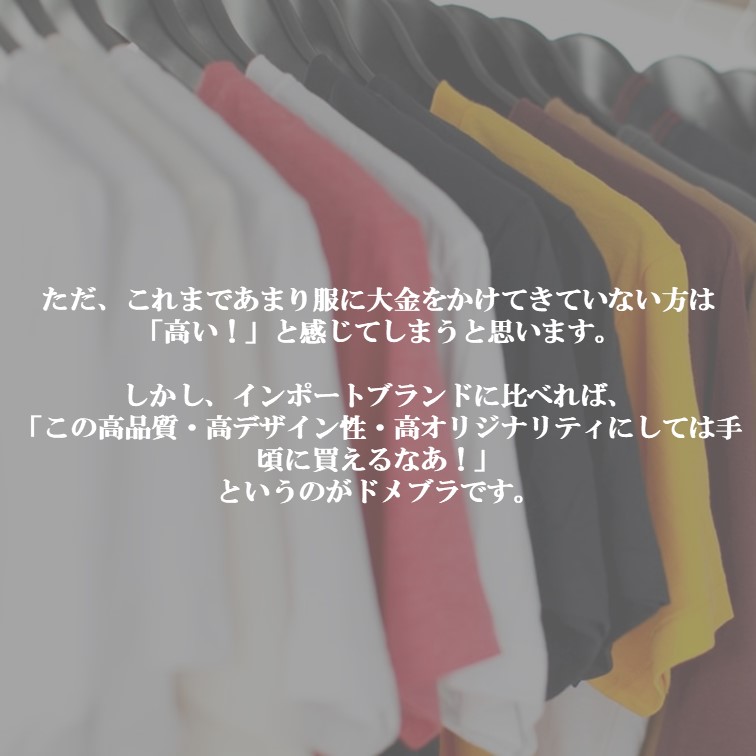 ただ、これまであまり服に大金をかけてきていない方は
「高い！」と感じてしまうと思います。
しかし、インポートブランドに比べれば、
「この高品質・高デザイン性・高オリジナリティにしては手
頃に買えるなあ！」
というのがドメブラです。